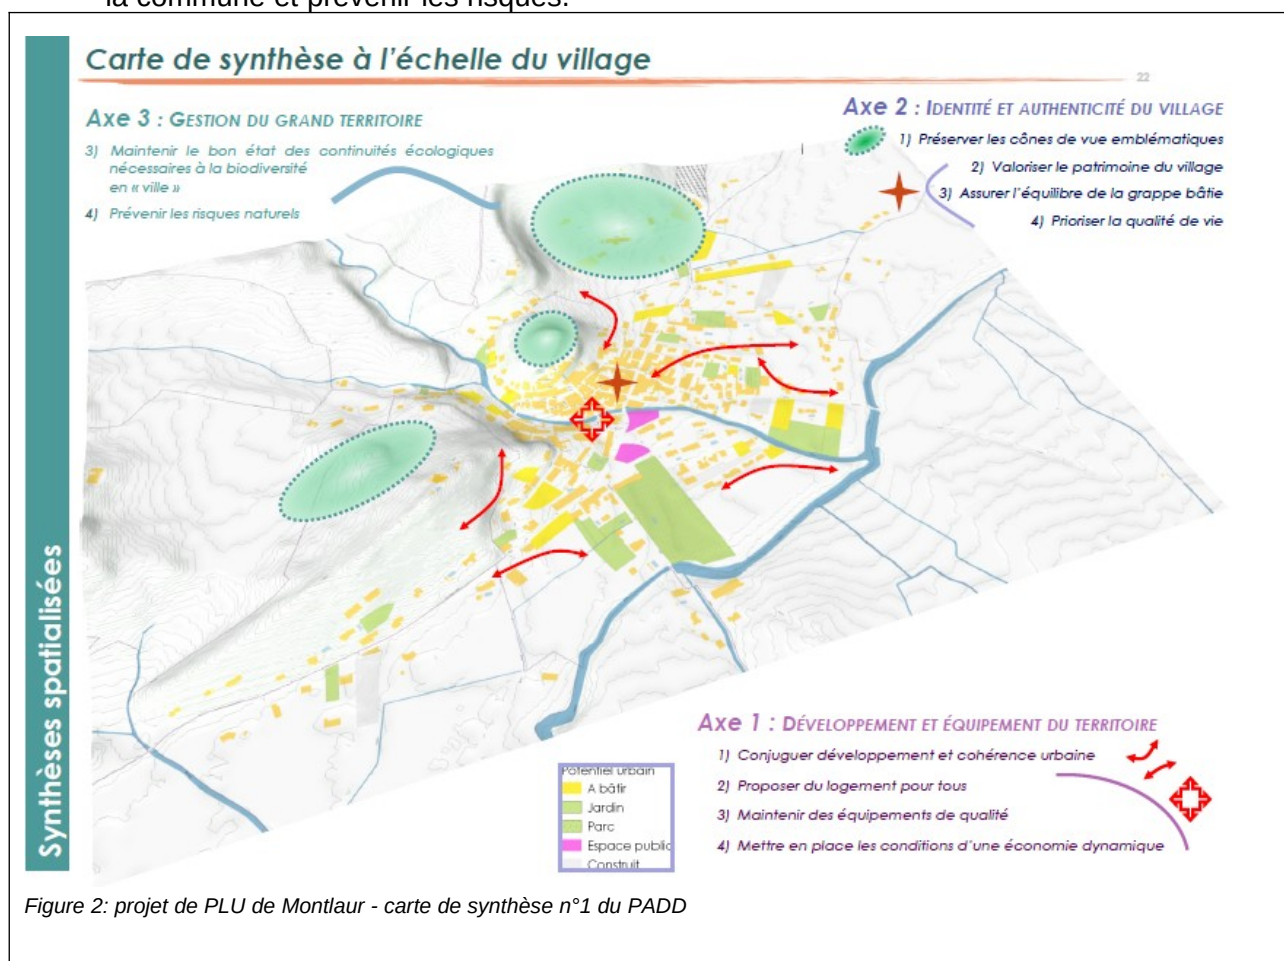 la commune et prévenir les risques.
Carte de synthèse à l'échelle du village
22
Axe 3 : GESTION DU GRAND TERRITOIRE
3) Maintenir le bon état des continuités écologiques
nécessaires à la biodiversité
en « ville »
4) Prévenir les risques naturels
Axe 2 : IDENTITÉ ET AUTHENTICITÉ DU VILLAGE
1) Préserver les cônes de vue emblématiques
2) Valoriser le patrimoine du village
3) Assurer l'équilibre de la grappe bâtie
4) Prioriser la qualité de vie
Synthèses spatialisées
Axe 1 : DÉVELOPPEMENT ET ÉQUIPEMENT DU TERRITOIRE
1) Conjuguer développement et cohérence urbaine
2) Proposer du logement pour tous
3) Maintenir des équipements de qualité
4) Mettre en place les conditions d'une économie dynamique
Potentiel urbain
A bâtir
Jardin
Parc
Espace public
Construit
Figure 2: projet de PLU de Montlaur - carte de synthèse n°1 du PADD